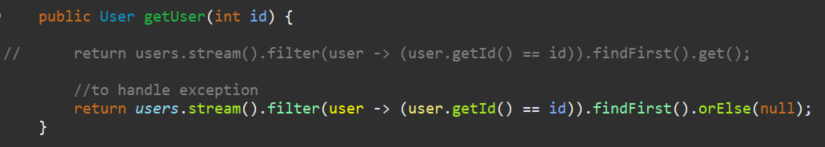 public User getUser(int id) {
//      return users.stream().filter(user -> (user.getId() == id)).findFirst().get();
//to handle exception
return users.stream().filter(user -> (user.getId() == id)).findFirst().orElse(null);
}